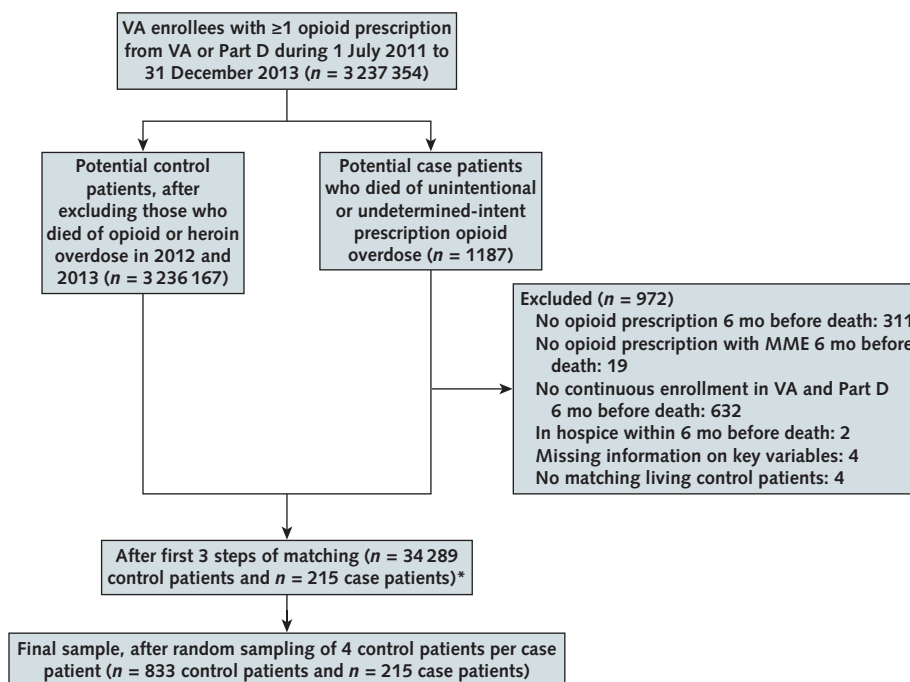 VA enrollees with ≥1 opioid prescription
from VA or Part D during 1 July 2011 to
31 December 2013 (n = 3 237 354)
Potential control
patients, after
excluding those who
died of opioid or heroin
overdose in 2012 and
2013 (n = 3 236 167)
Potential case patients
who died of unintentional
or undetermined-intent
prescription opioid
overdose (n = 1187)
Excluded (n = 972)
No opioid prescription 6 mo before death: 311
No opioid prescription with MME 6 mo before
death: 19
No continuous enrollment in VA and Part D
6 mo before death: 632
In hospice within 6 mo before death: 2
Missing information on key variables: 4
No matching living control patients: 4
After first 3 steps of matching (n = 34 289
control patients and n = 215 case patients)*
Final sample, after random sampling of 4 control patients per case
patient (n = 833 control patients and n = 215 case patients)